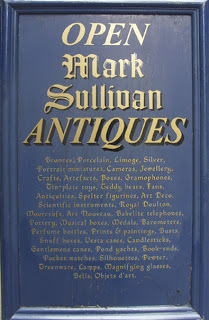 OPEN
Mark
Sullivan
ANTIQUES
Bronzes, Porcelain, Limoge, Silver,
Portrait miniatures, Cameras, Jewellery,
Crafts, Artefacts, Boxes, Gramophones,
Tin-plate toys, Teddy bears, Fans,
Antiquities, Spelter figurines, Art Deco.
Scientific instruments, Royal Doulton,
Moorcroft, Art Nouveau, Bakelite telephones,
Pottery, Musical boxes, Medals, Barometers,
Perfume bottles, Prints & paintings, Busts,
Snuff boxes, Vesta cases, Candlesticks,
Gentlemens canes, Pond yachts, Book-ends,
Pocket watches, Silhouettes, Pewter,
Treenware, Lamps, Magnifying glasses,
Bells, Objets d'art.